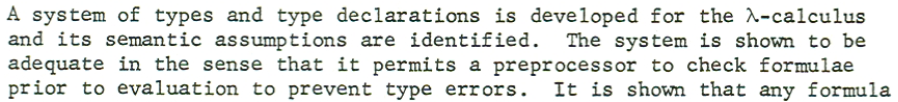 A system of types and type declarations is developed for the λ-calculus
and its semantic assumptions are identified.  The system is shown to be
adequate in the sense that it permits a preprocessor to check formulae
prior to evaluation to prevent type errors.  It is shown that any formula